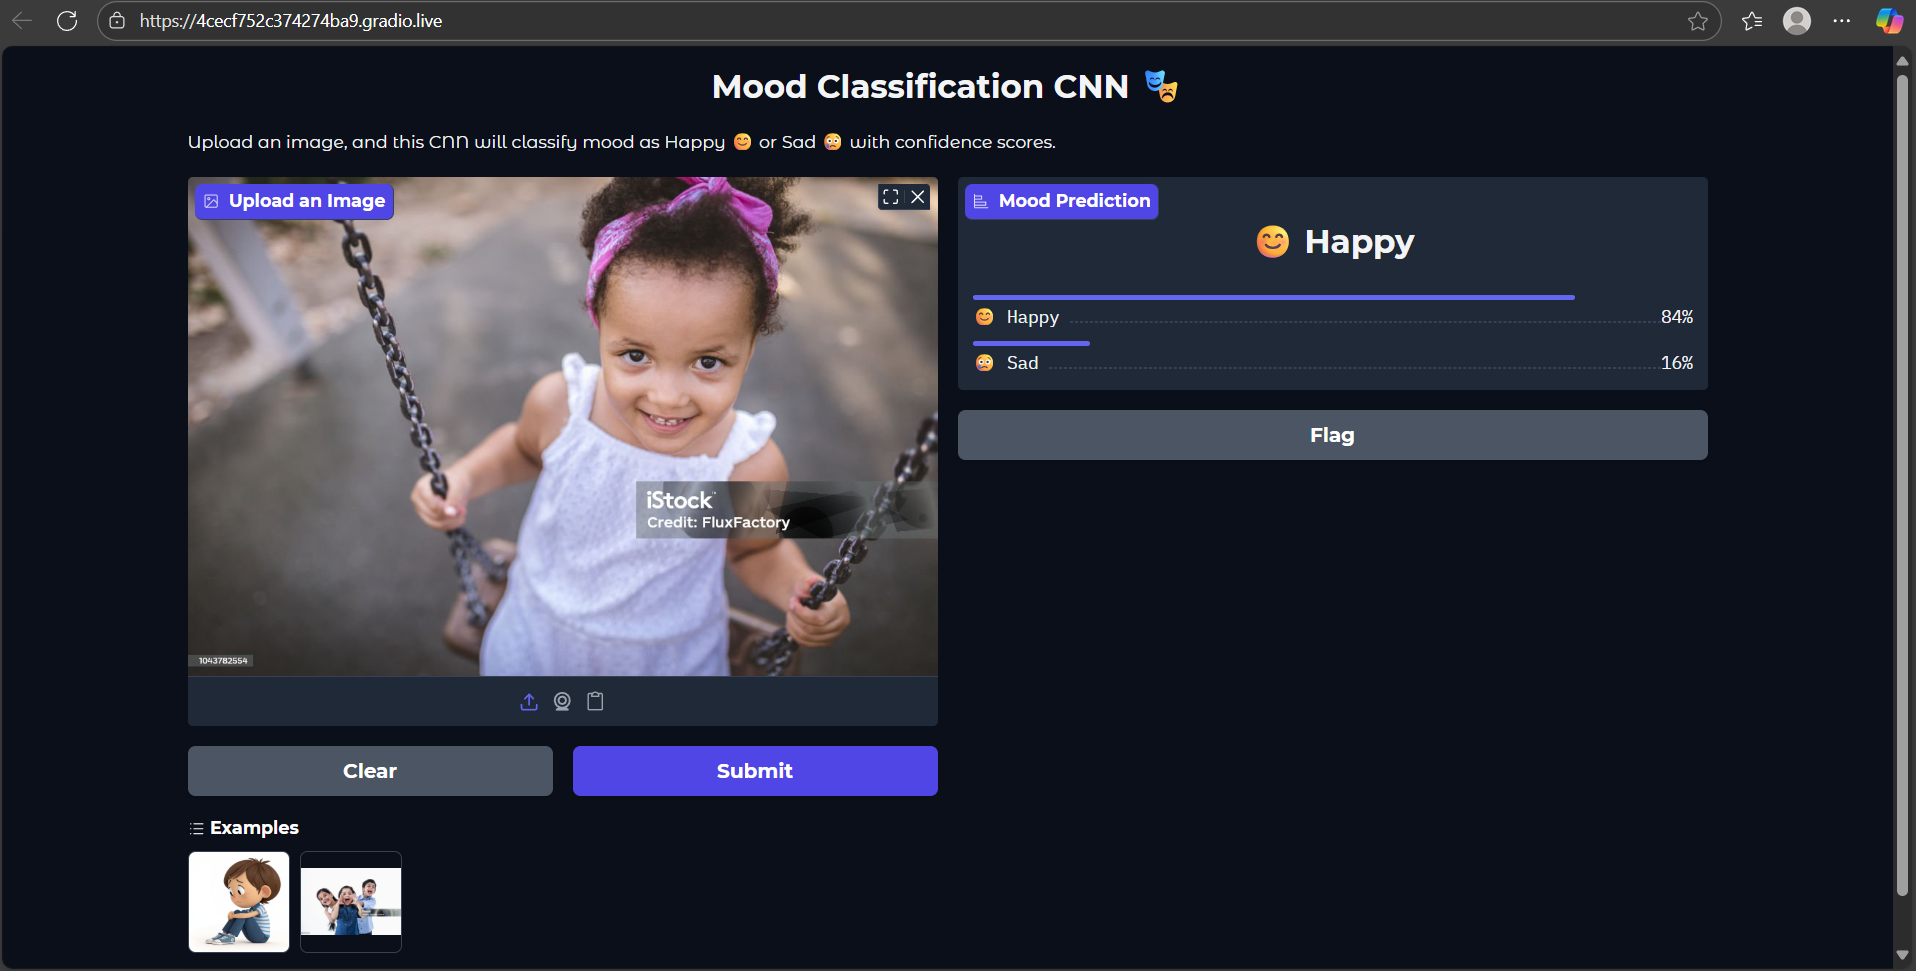 https://4cecf752c374274ba9.gradio.live
Mood Classification CNN
Upload an image, and this CNN will classify mood as Happy 😊 or Sad 😢 with confidence scores.
Upload an Image
iStock™
Credit: FluxFactory
1043782554
Clear
Submit
Examples
Mood Prediction
😊 Happy
😊 Happy 84%
😢 Sad 16%
Flag